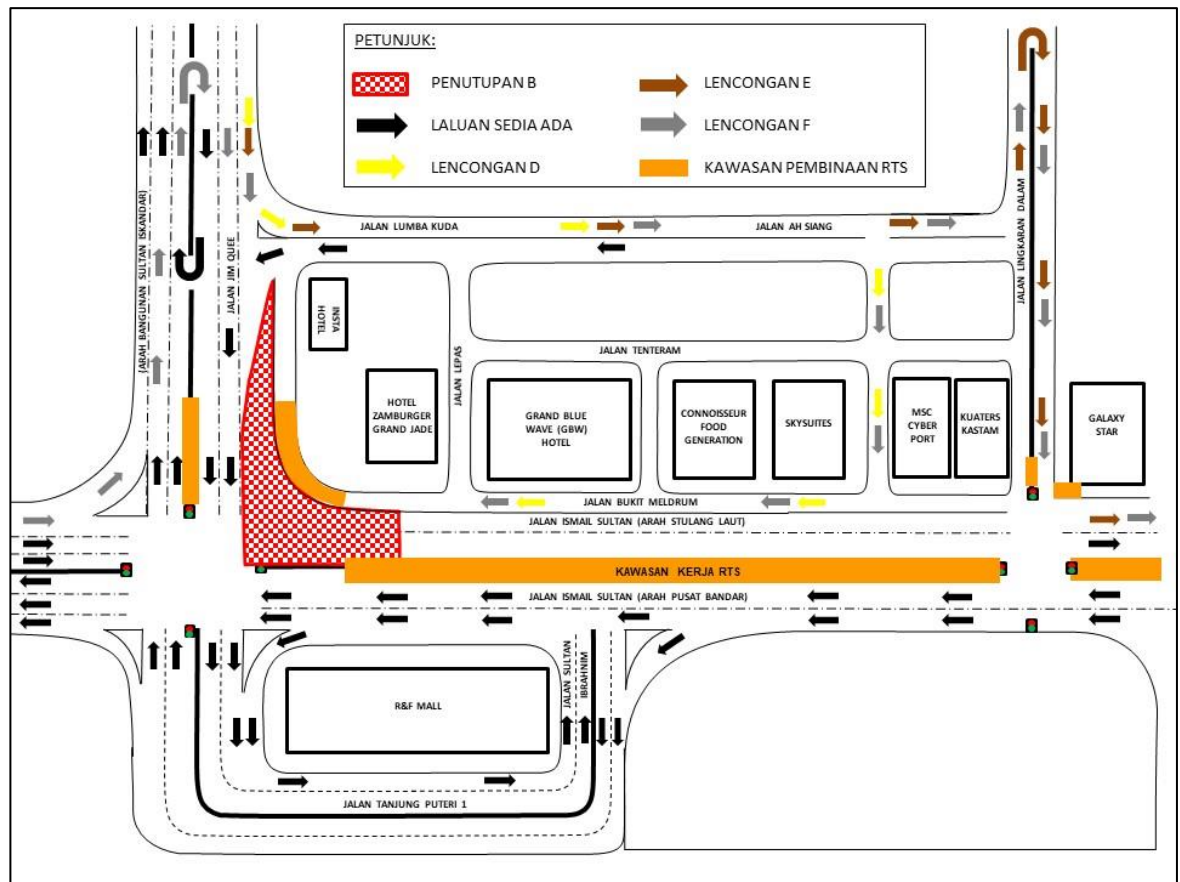 PETUNJUK:
PENUTUPAN B
LENCONGAN E
LALUAN SEDIA ADA
LENCONGAN F
LENCONGAN D
KAWASAN PEMBINAAN RTS
(ARAH BANGUNAN SULTAN ISKANDAR)
JALAN JIM QUEE
JALAN LUMBA KUDA
JALAN AH SIANG
JALAN LINGKARAN DALAM
INSTA
HOTEL
JALAN TENTERAM
JALAN LEPAS
HOTEL
ZAMBURGER
GRAND JADE
GRAND BLUE
WAVE (GBW)
HOTEL
CONNOISSEUR
FOOD
GENERATION
SKYSUITES
MSC
CYBER
PORT
KUATERS
KASTAM
GALAXY
STAR
JALAN BUKIT MELDRUM
JALAN ISMAIL SULTAN (ARAH STULANG LAUT)
KAWASAN KERJA RTS
JALAN ISMAIL SULTAN (ARAH PUSAT BANDAR)
JALAN SULTAN
IBRAHNIM
R&F MALL
JALAN TANJUNG PUTERI 1